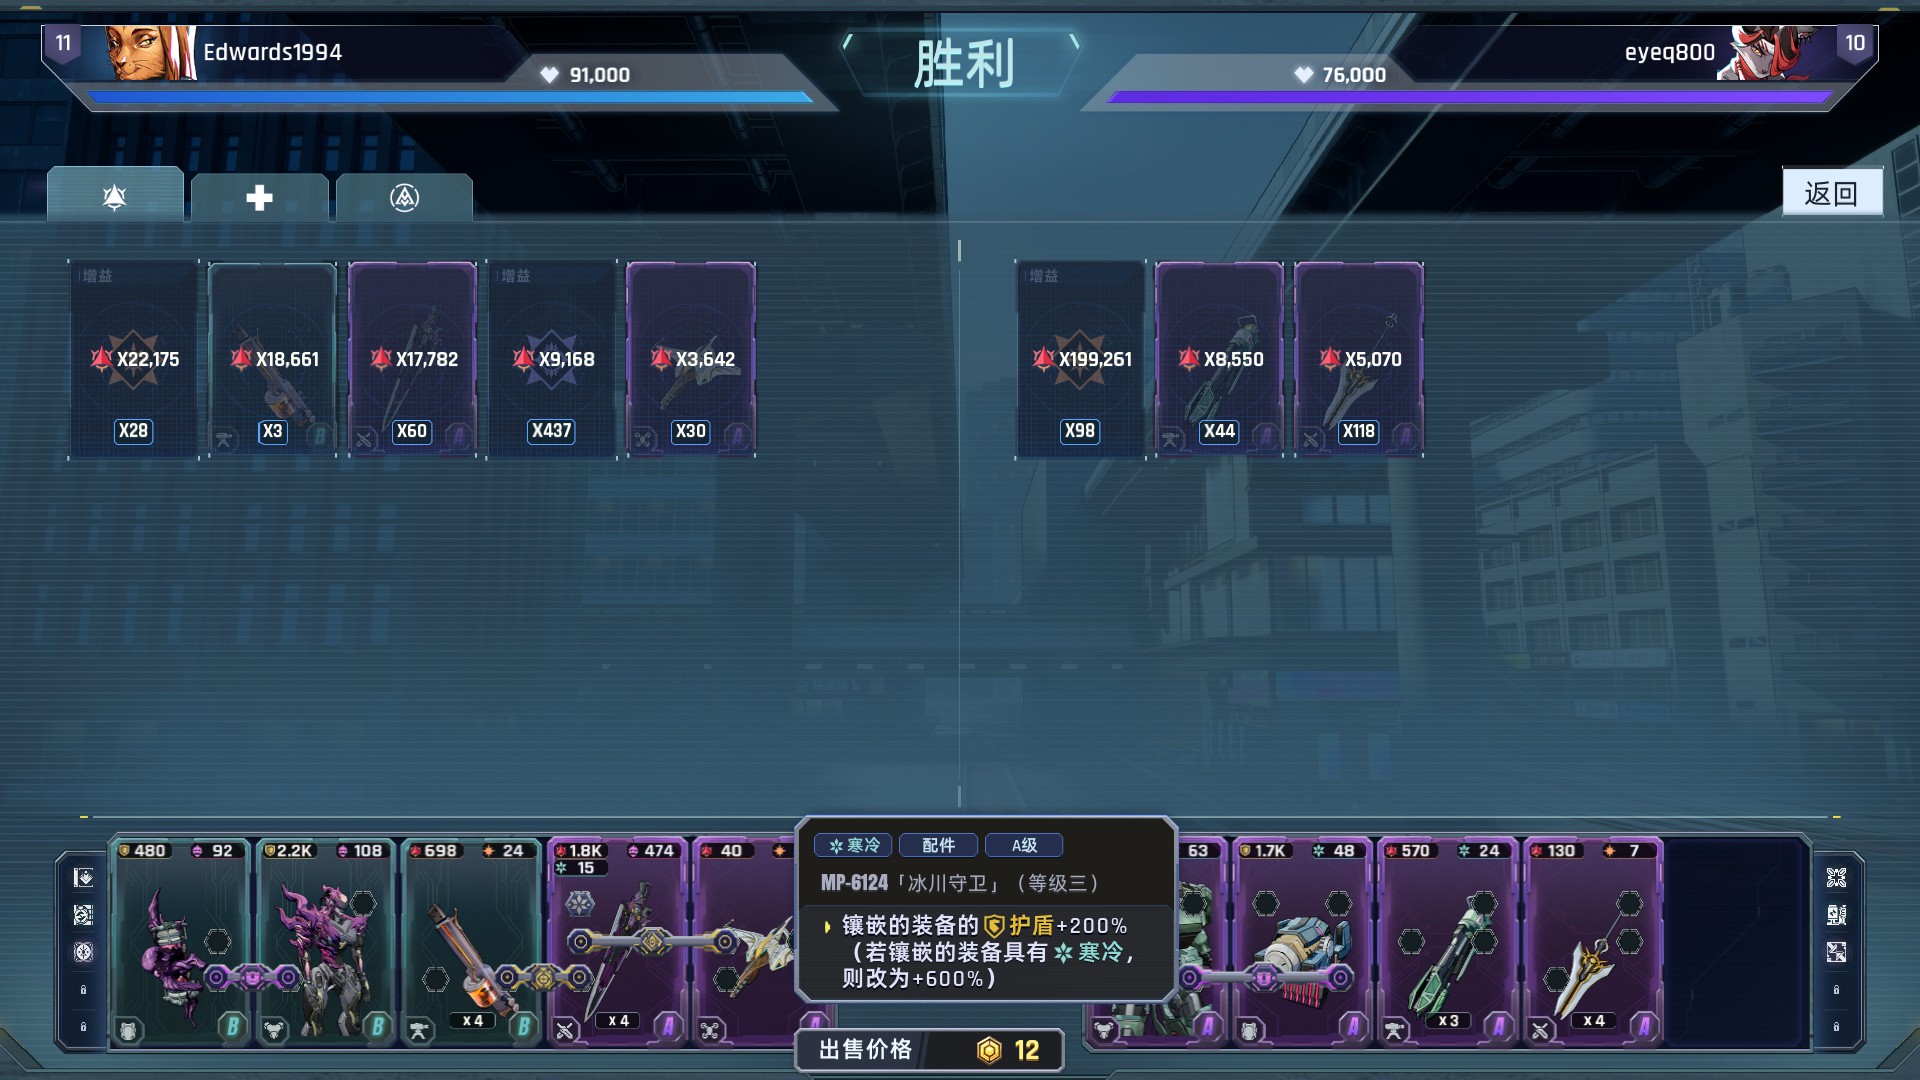 11
Edwards1994
91,000
胜利
76,000
eyeq800
10
返回
增益
X22,175
X28
X18,661
X3
B
X17,782
X60
A
增益
X9,168
X437
X3,642
X30
A
增益
X199,261
X98
X8,550
X44
A
X5,070
X118
A
480
92
B
2.2K
108
B
698
24
x4
B
1.8K
474
15
x4
A
40
A
寒冷
配件
A级
MP-6124「冰川守卫」（等级三）
镶嵌的装备的护盾+200%
（若镶嵌的装备具有寒冷，
则改为+600%）
出售价格
12
63
A
1.7K
48
A
570
24
x3
A
130
7
x4
A